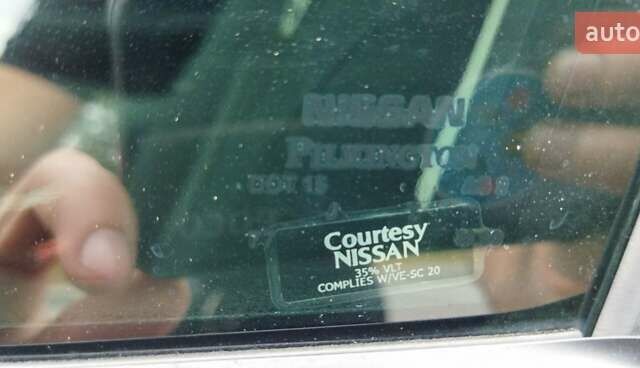 auto
NISSAN
PILKINGTON
DOT 15
Courtesy
NISSAN
35% VLT
COMPLIES W/VE-SC 20